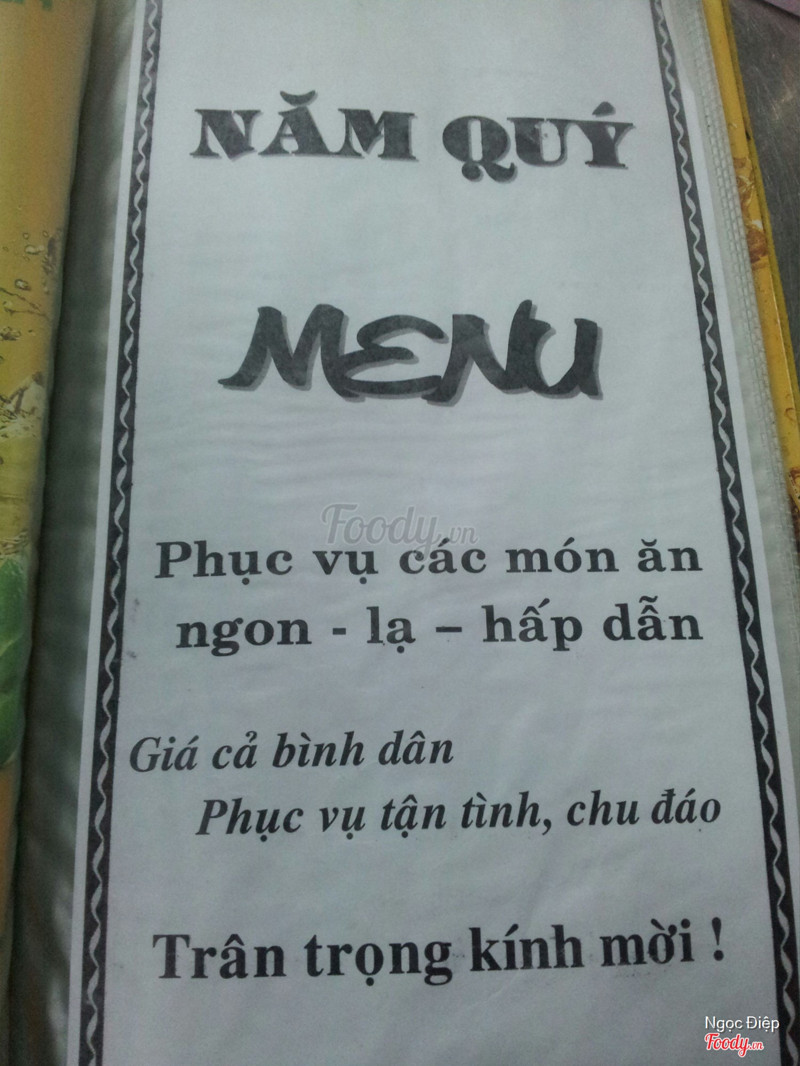 NĂM QUÝ
MENU
Foody.vn
Phục vụ các món ăn
ngon - lạ – hấp dẫn
Giá cả bình dân
Phục vụ tận tình, chu đáo
Trân trọng kính mời !
Ngọc Điệp
Foody.vn